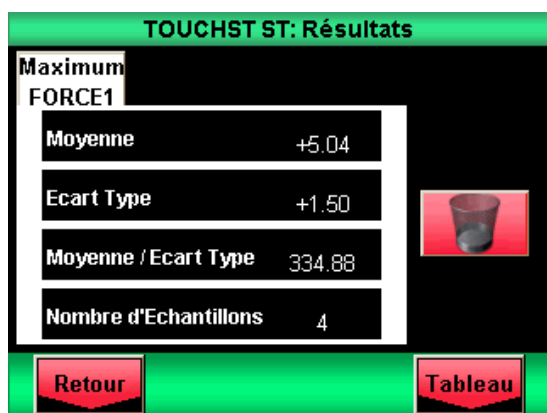 TOUCHST ST: Résultats
Maximum
FORCE1
Moyenne +5.04
Ecart Type +1.50
Moyenne / Ecart Type 334.88
Nombre d'Echantillons 4
Retour Tableau